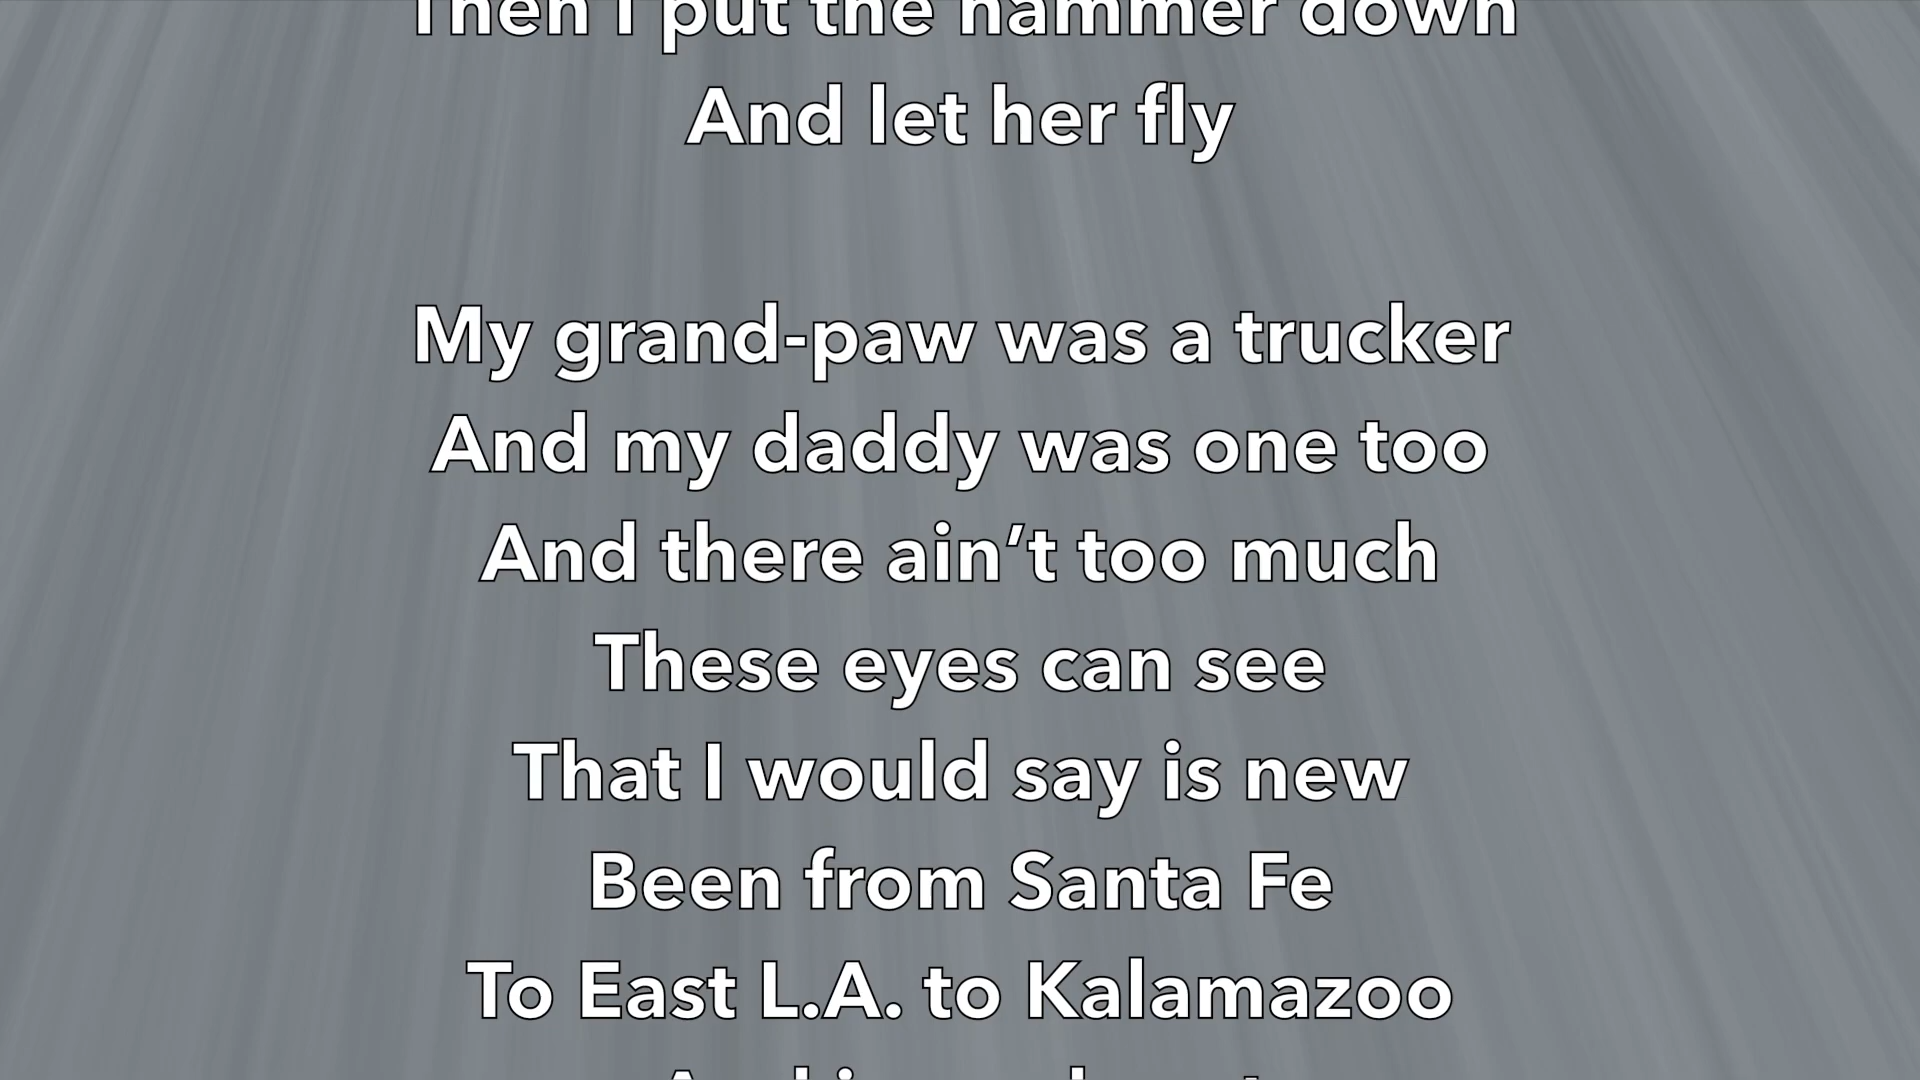 Then I put the hammer down
And let her fly
My grand-paw was a trucker
And my daddy was one too
And there ain’t too much
These eyes can see
That I would say is new
Been from Santa Fe
To East L.A. to Kalamazoo